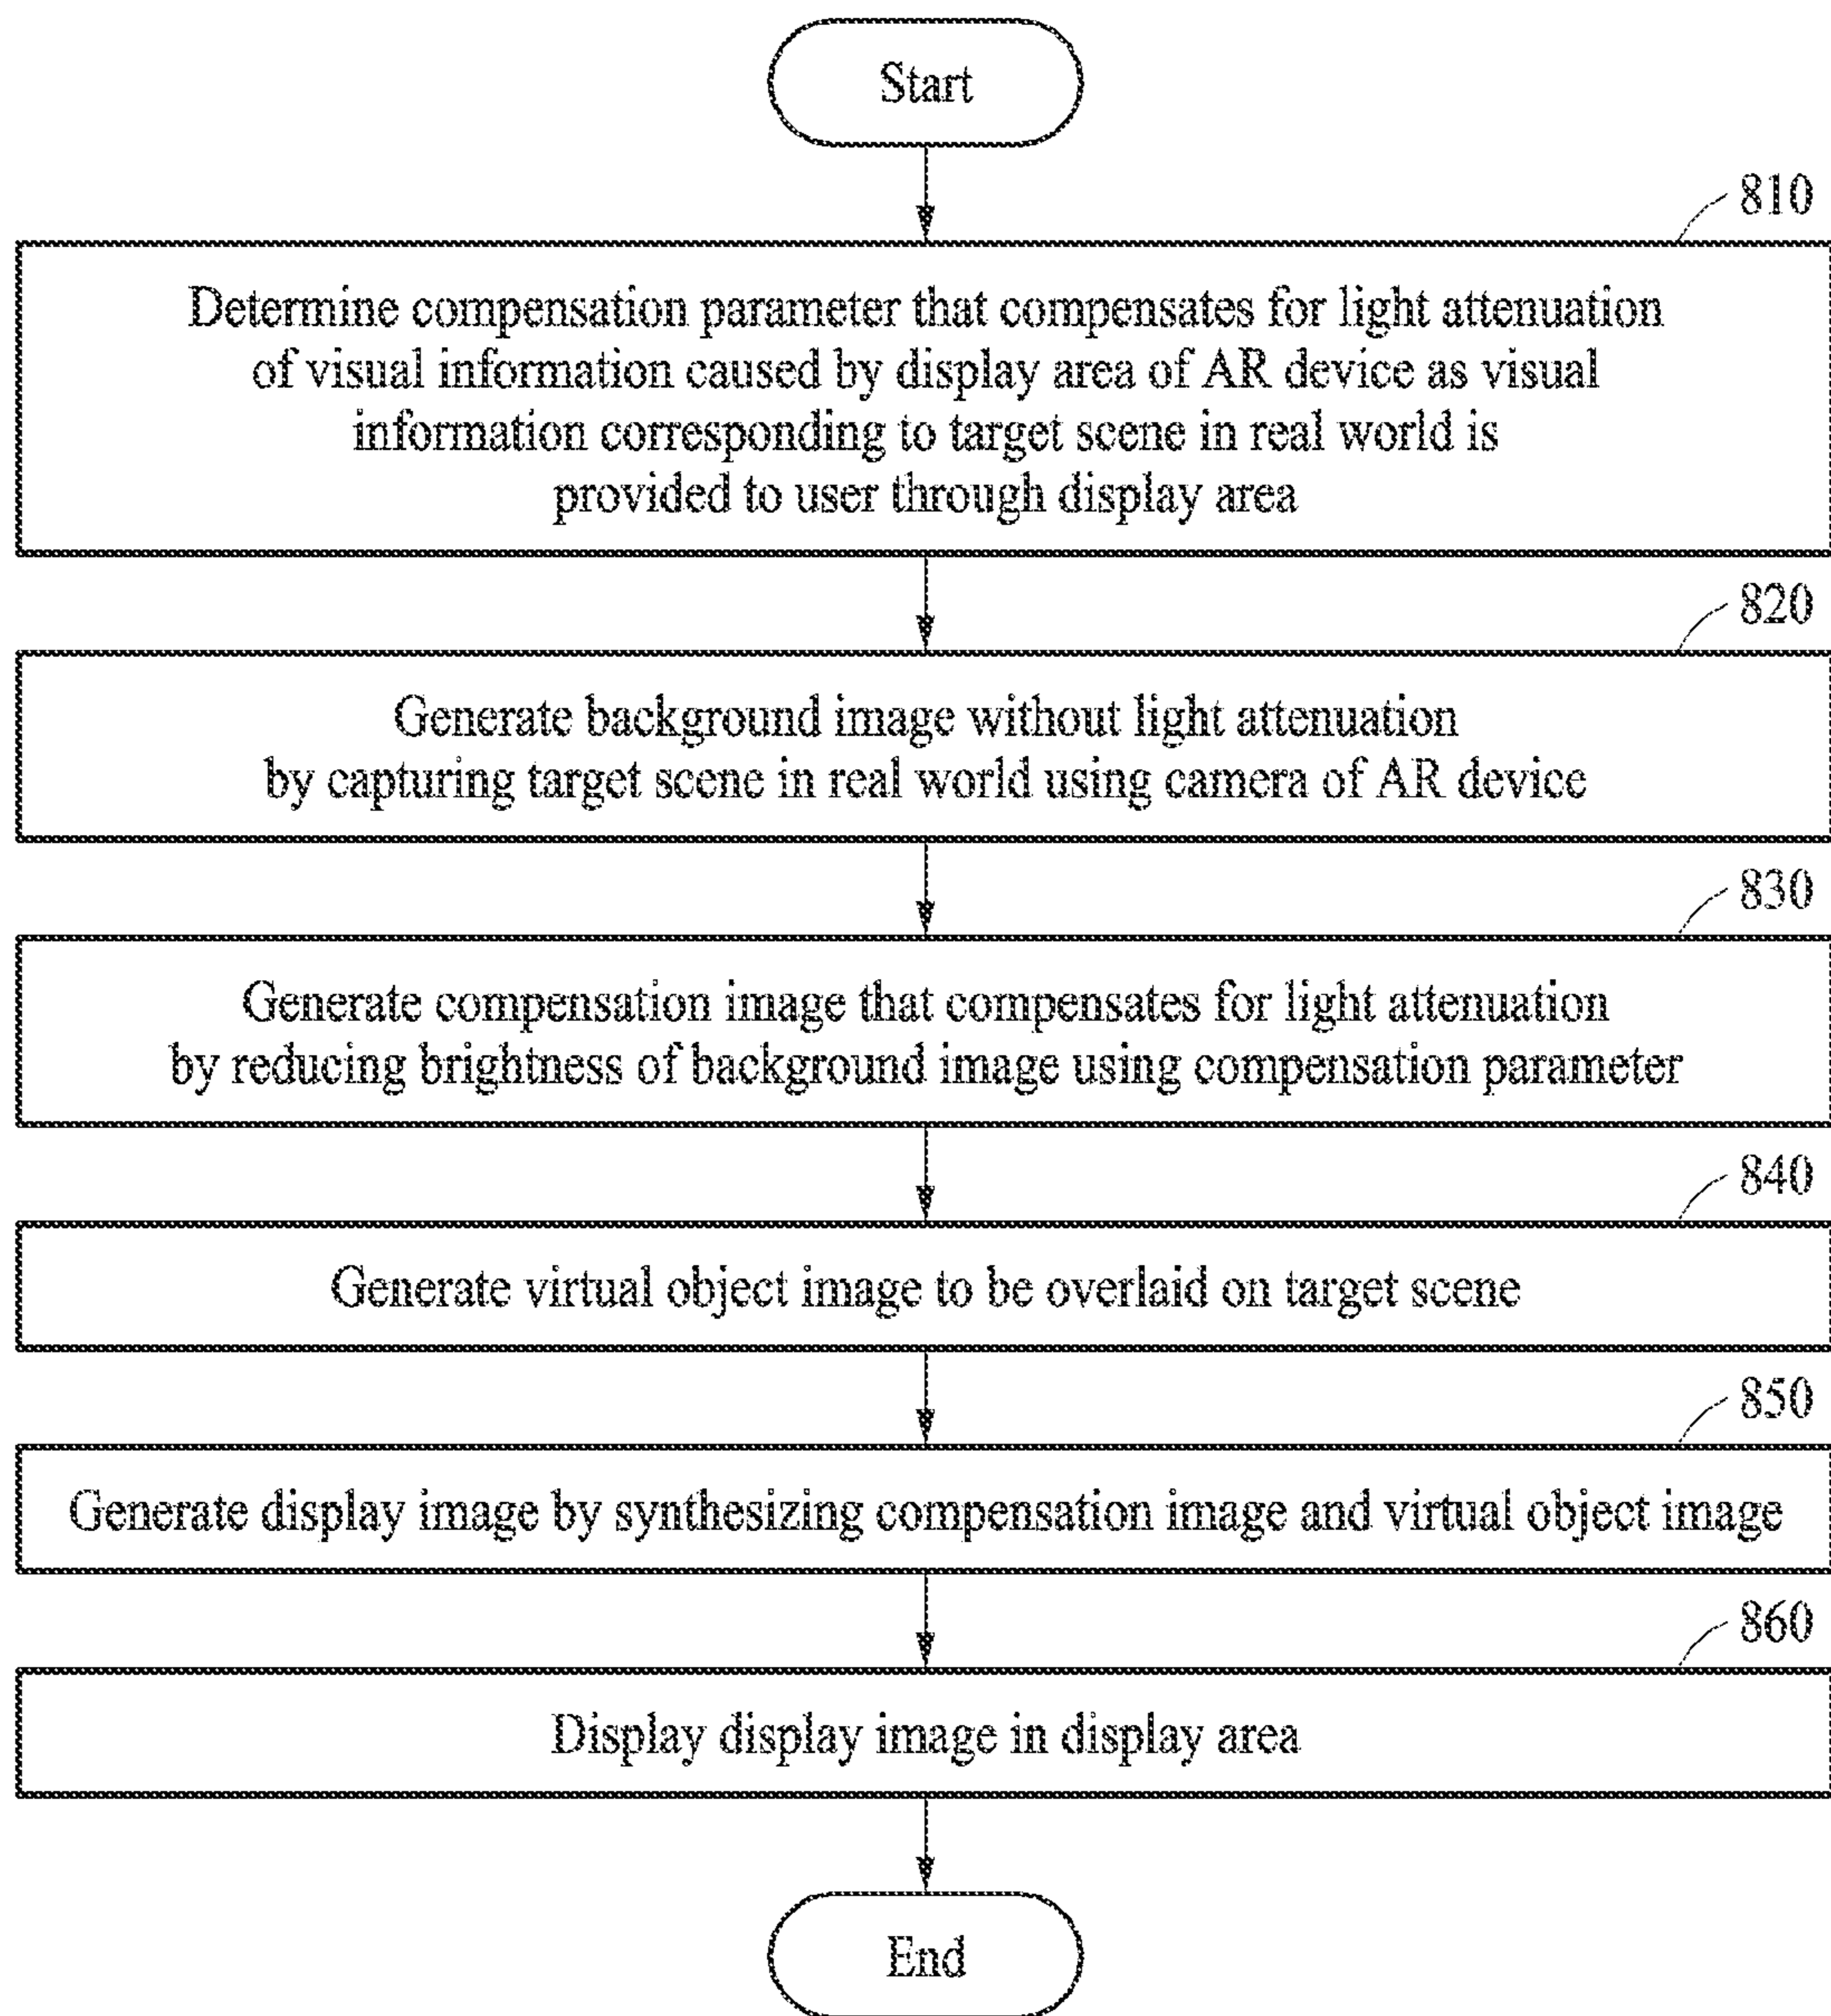 Start
810
Determine compensation parameter that compensates for light attenuation
of visual information caused by display area of AR device as visual
information corresponding to target scene in real world is
provided to user through display area
820
Generate background image without light attenuation
by capturing target scene in real world using camera of AR device
830
Generate compensation image that compensates for light attenuation
by reducing brightness of background image using compensation parameter
840
Generate virtual object image to be overlaid on target scene
850
Generate display image by synthesizing compensation image and virtual object image
860
Display display image in display area
End